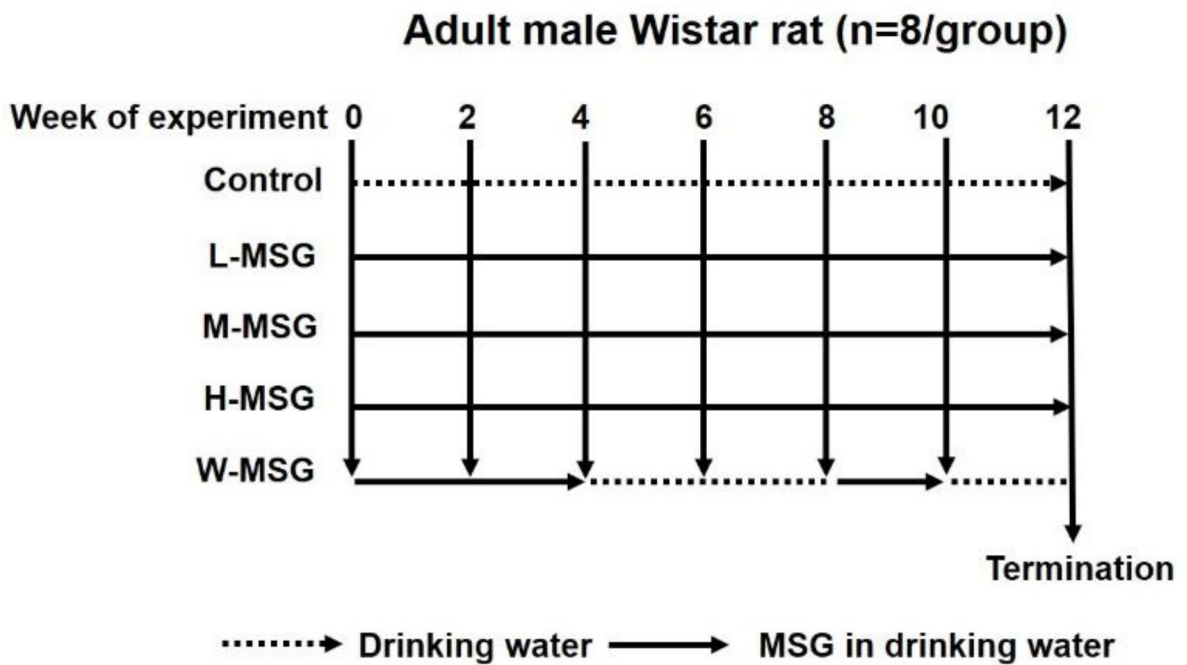 Adult male Wistar rat (n=8/group)
Week of experiment 0 2 4 6 8 10 12
Control
L-MSG
M-MSG
H-MSG
W-MSG
Termination
Drinking water MSG in drinking water